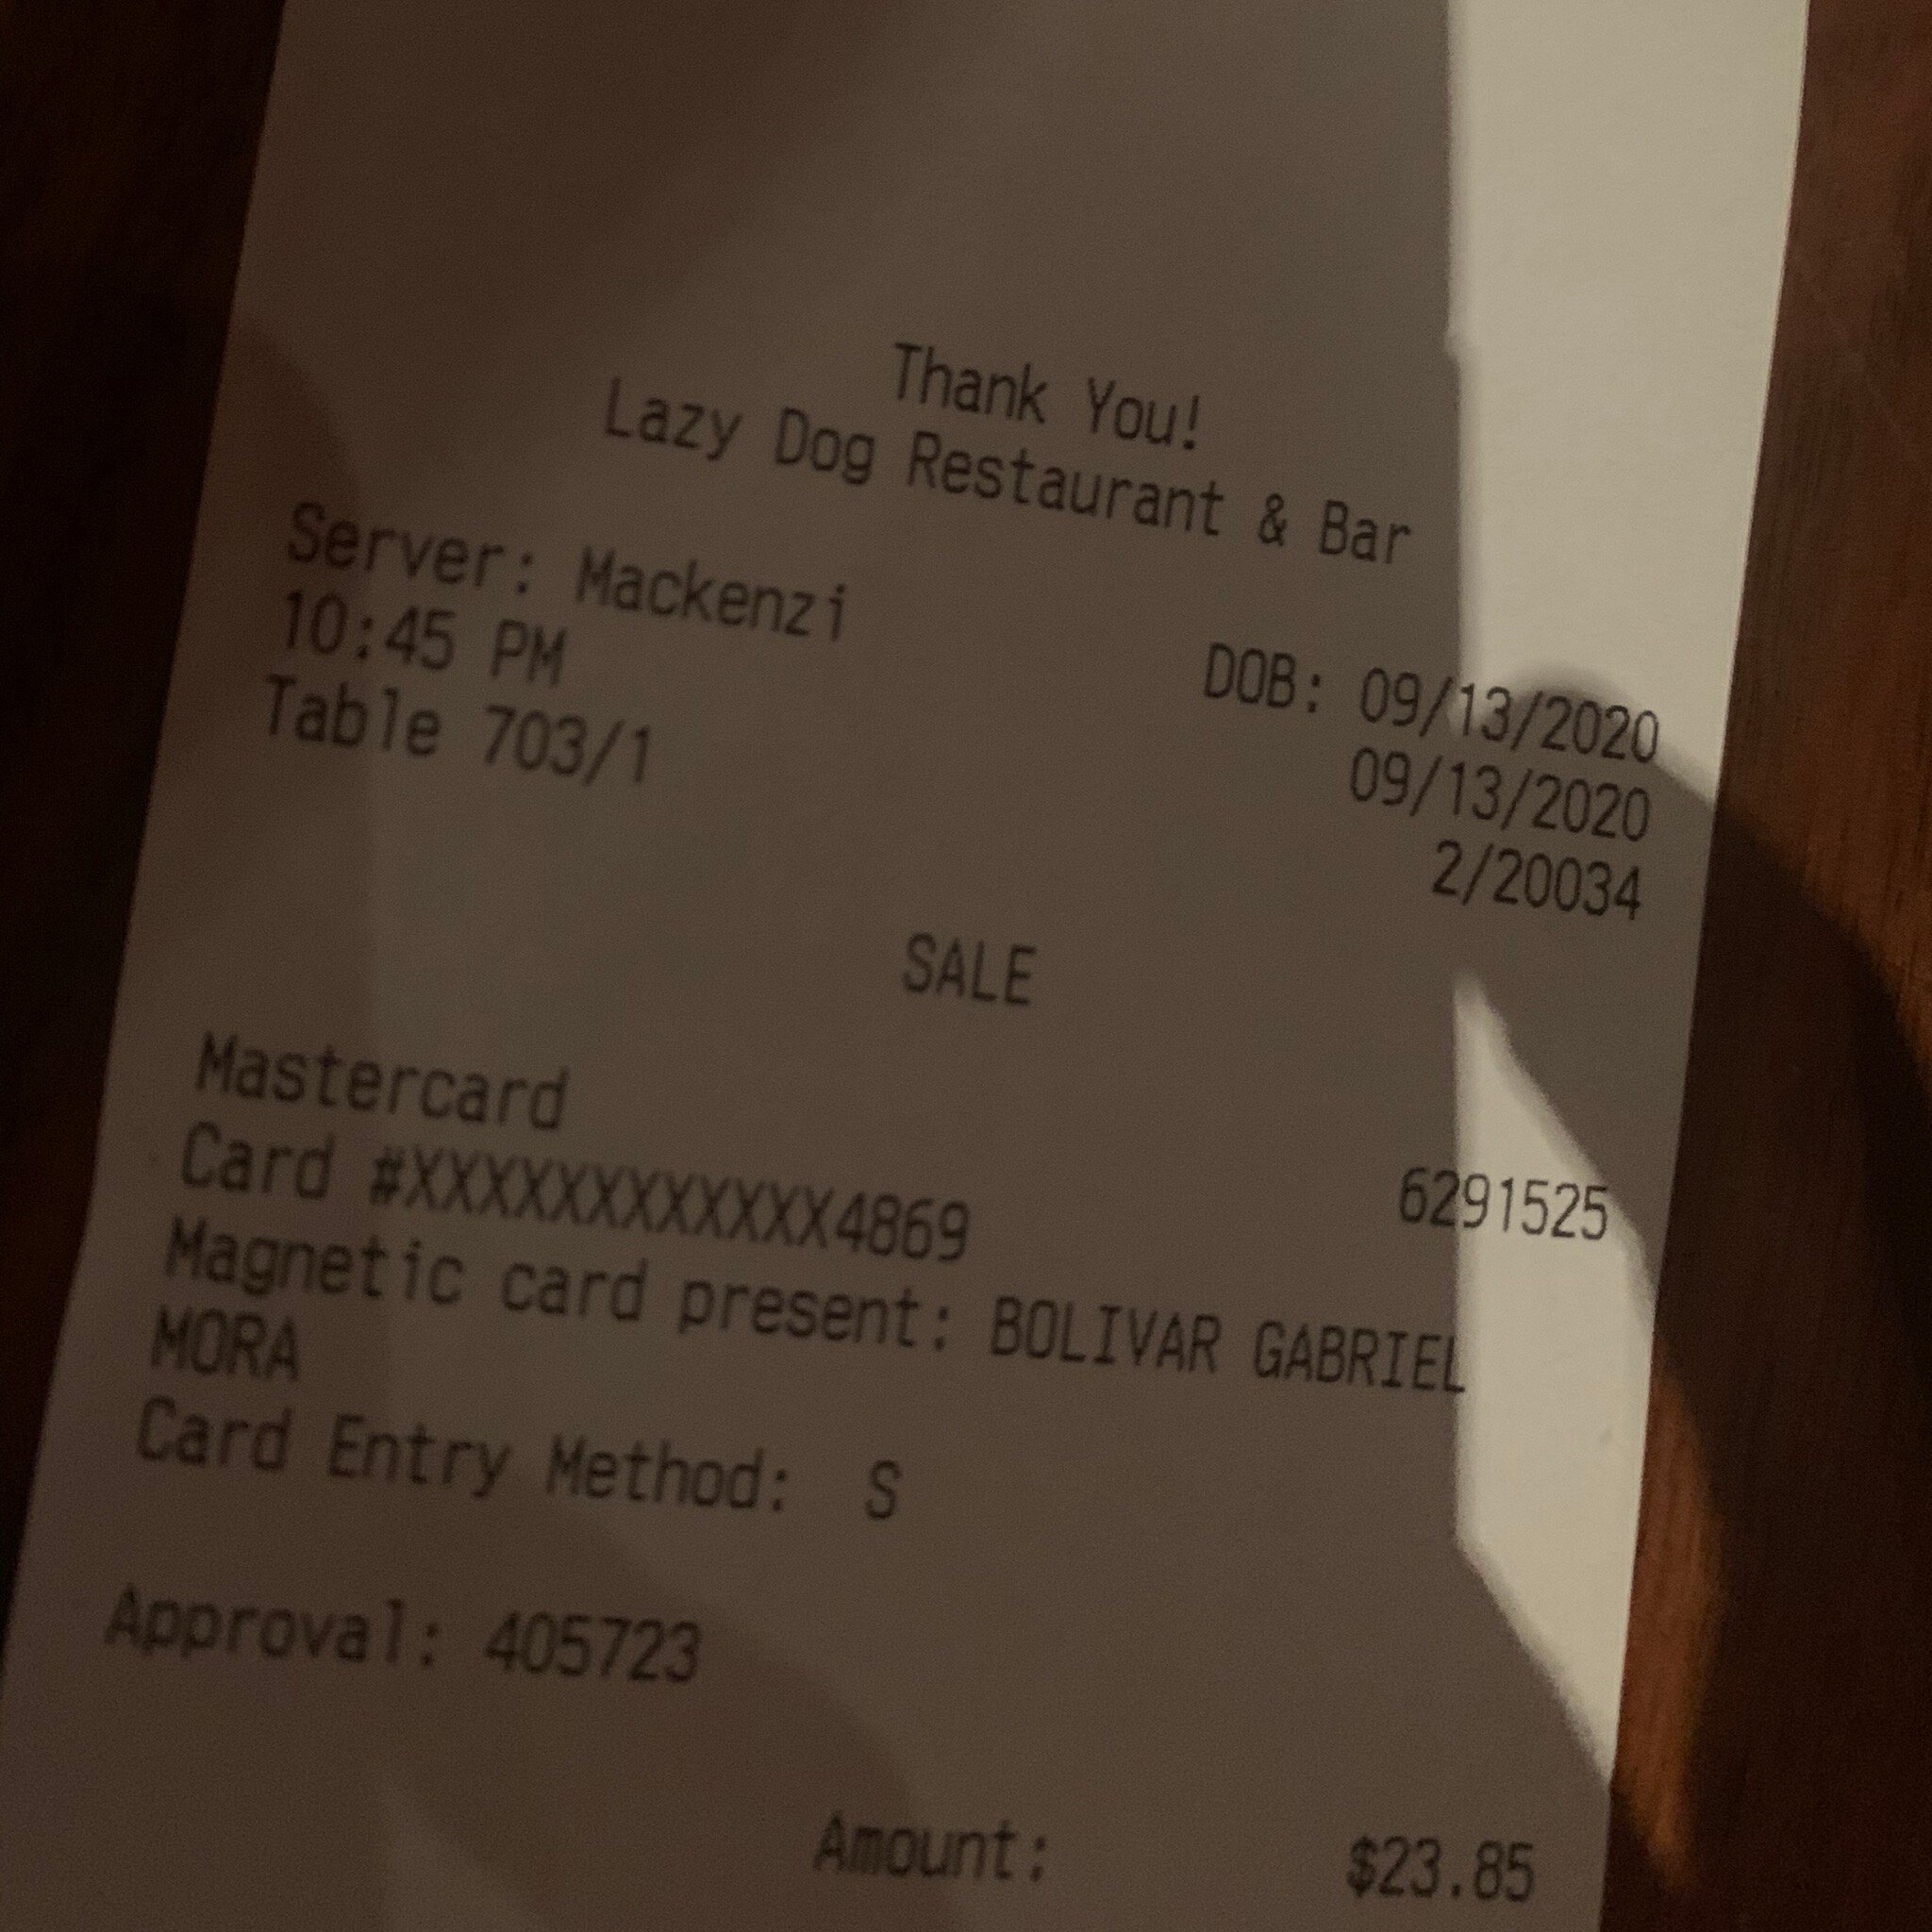 Thank You!
Lazy Dog Restaurant & Bar
Server: Mackenzi DOB: 09/13/2020
10:45 PM 09/13/2020
Table 703/1 2/20034
SALE
Mastercard 6291525
Card #XXXXXXXXXXXX4869
Magnetic card present: BOLIVAR GABRIEL
MORA
Card Entry Method: S
Approval: 405723
Amount: $23.85